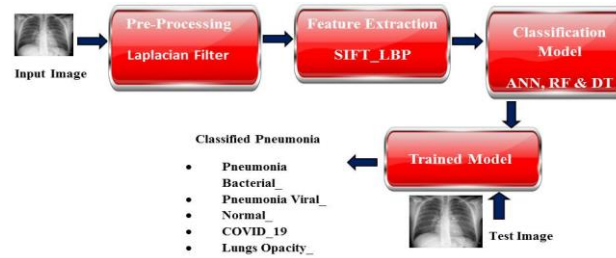 Pre-Processing
Laplacian Filter
Feature Extraction
SIFT_LBP
Classification
Model
ANN, RF & DT
Input Image
Classified Pneumonia
• Pneumonia
Bacterial_
• Pneumonia Viral_
• Normal_
• COVID_19
• Lungs Opacity_
Trained Model
Test Image